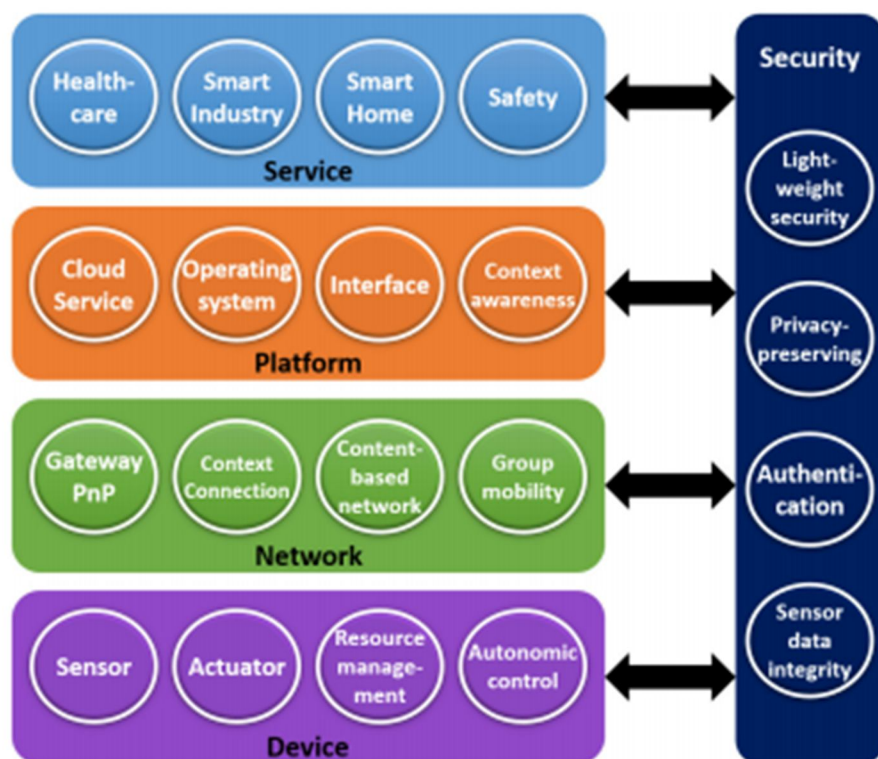 Health-
care
Smart
Industry
Smart
Home
Safety
Service
Cloud
Service
Operating
system
Interface
Context
awareness
Platform
Gateway
PnP
Context
Connection
Content-
based
network
Group
mobility
Network
Sensor
Actuator
Resource
manage-
ment
Autonomic
control
Device
Security
Light-
weight
security
Privacy-
preserving
Authenti-
cation
Sensor
data
integrity